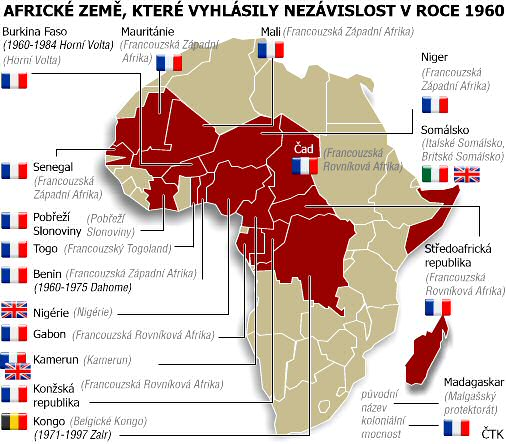 AFRICKÉ ZEMĚ, KTERÉ VYHLÁSILY NEZÁVISLOST V ROCE 1960
Burkina Faso
(1960-1984 Horní Volta)
(Horní Volta)
Mauritánie
(Francouzská Západní
Afrika)
Mali (Francouzská Západní Afrika)
Niger
(Francouzská
Západní Afrika)
Somálsko
(Italské Somálsko,
Britské Somálsko)
Čad
(Francouzská
Rovníková Afrika)
Senegal
(Francouzská
Západní Afrika)
Pobřeží
Slonoviny
(Pobřeží
Slonoviny)
Togo (Francouzský Togoland)
Benin (Francouzská Západní Afrika)
(1960-1975 Dahome)
Nigérie (Nigérie)
Gabon (Francouzská Rovníková Afrika)
Kamerun (Kamerun)
Konžská
republika
(Francouzská Rovníková Afrika)
Kongo (Belgické Kongo)
(1971-1997 Zair)
Středoafrická
republika
(Francouzská
Rovníková Afrika)
Madagaskar
(Malgašský
protektorát)
původní
název
koloniální
mocnost
ČTK